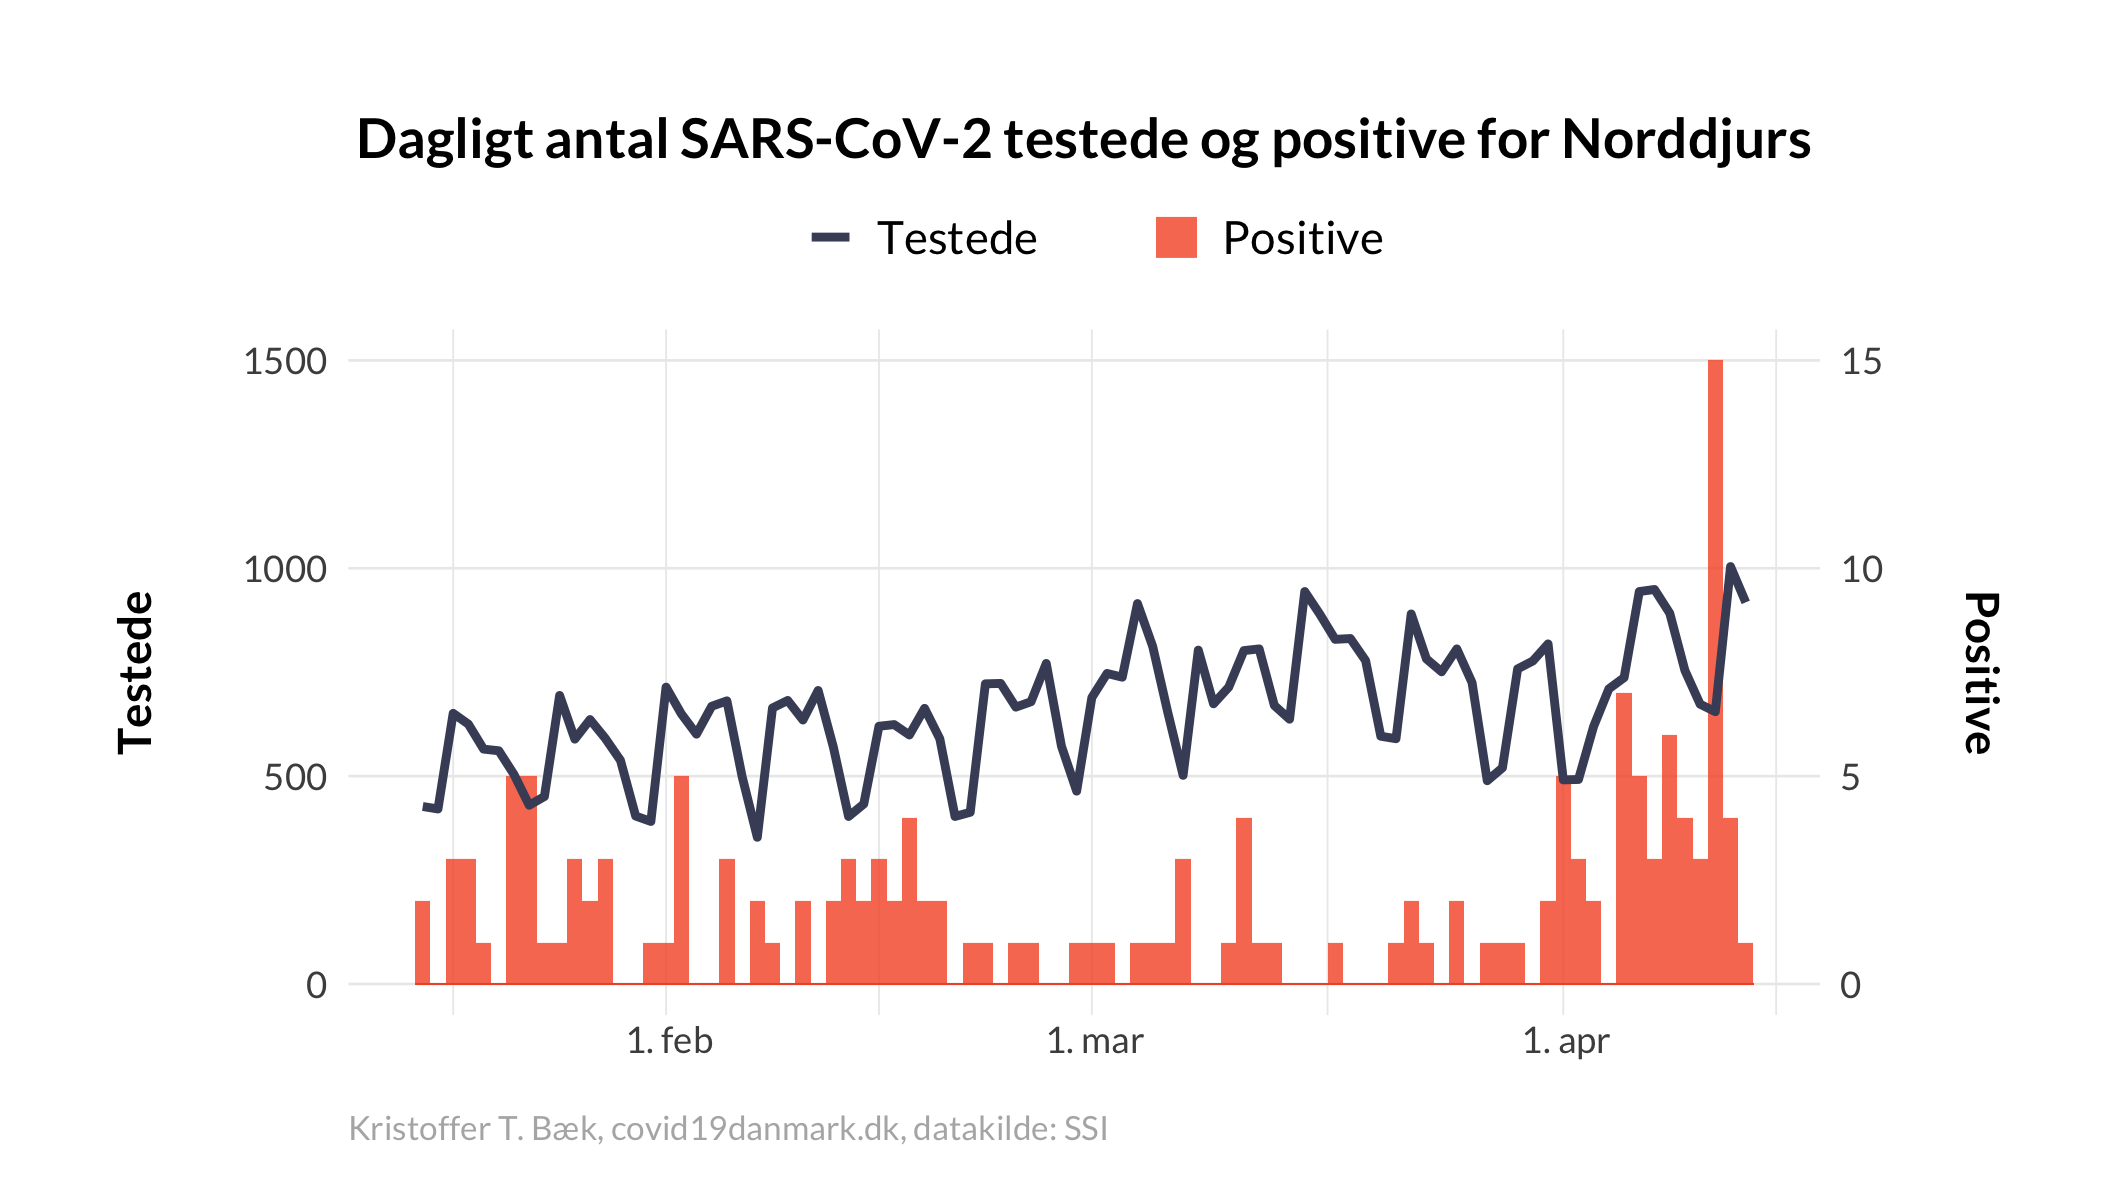 Dagligt antal SARS-CoV-2 testede og positive for Norddjurs
Testede
Positive
1500
1000
500
0
15
10
5
0
Testede
Positive
1. feb
1. mar
1. apr
Kristoffer T. Bæk, covid19danmark.dk, datakilde: SSI